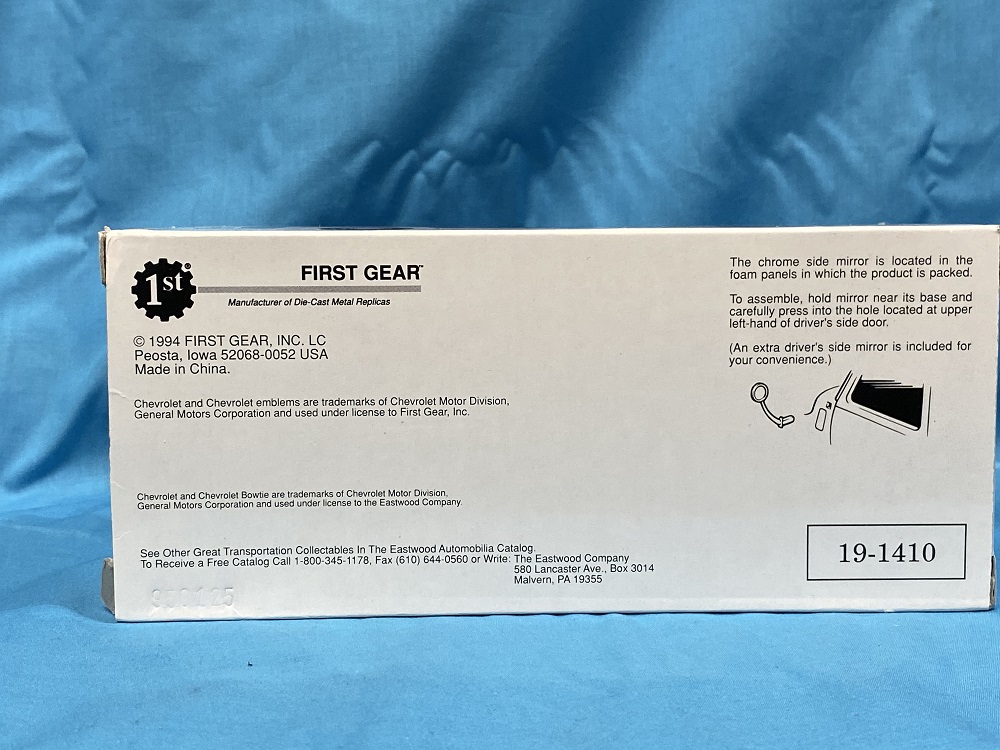 1st®
FIRST GEAR™
Manufacturer of Die-Cast Metal Replicas
© 1994 FIRST GEAR, INC. LC
Peosta, Iowa 52068-0052 USA
Made in China.
Chevrolet and Chevrolet emblems are trademarks of Chevrolet Motor Division,
General Motors Corporation and used under license to First Gear, Inc.
Chevrolet and Chevrolet Bowtie are trademarks of Chevrolet Motor Division,
General Motors Corporation and used under license to the Eastwood Company.
See Other Great Transportation Collectables In The Eastwood Automobilia Catalog.
To Receive a Free Catalog Call 1-800-345-1178, Fax (610) 644-0560 or Write: The Eastwood Company
580 Lancaster Ave., Box 3014
Malvern, PA 19355
The chrome side mirror is located in the
foam panels in which the product is packed.
To assemble, hold mirror near its base and
carefully press into the hole located at upper
left-hand of driver's side door.
(An extra driver's side mirror is included for
your convenience.)
19-1410